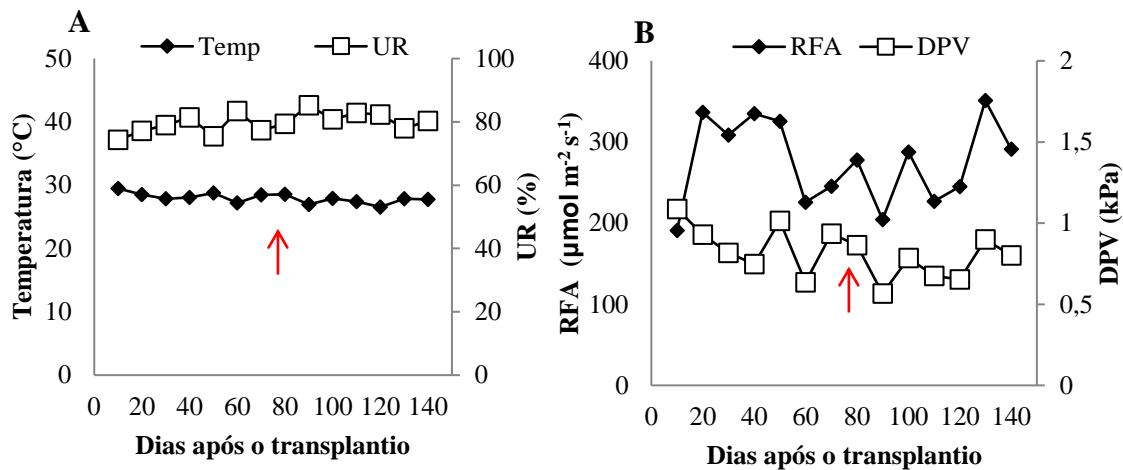 A
Temp
UR
Temperatura (°C)
50
40
30
20
10
0
100
80
60
40
20
0
UR (%)
0 20 40 60 80 100 120 140
Dias após o transplantio
B
RFA
DPV
RFA (µmol m⁻² s⁻¹)
400
300
200
100
0
2
1,5
1
0,5
0
DPV (kPa)
0 20 40 60 80 100 120 140
Dias após o transplantio